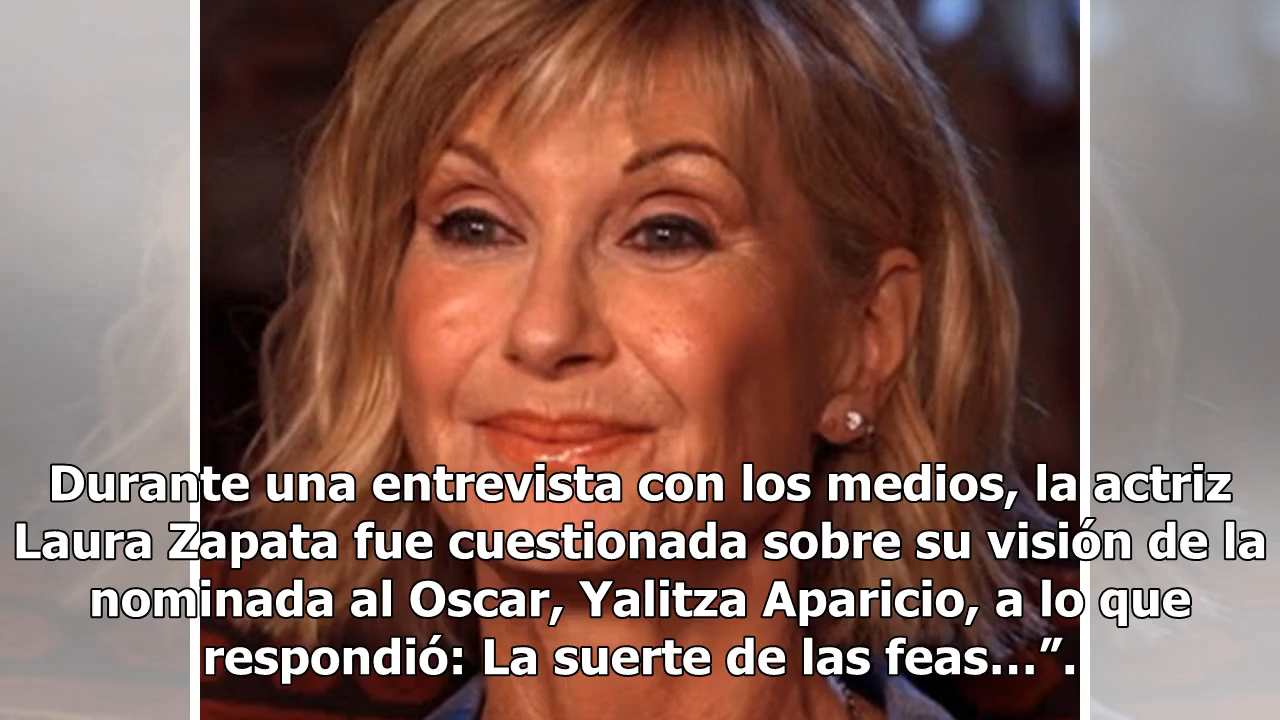 Durante una entrevista con los medios, la actriz
Laura Zapata fue cuestionada sobre su visión de la
nominada al Oscar, Yalitza Aparicio, a lo que
respondió: La suerte de las feas...”.